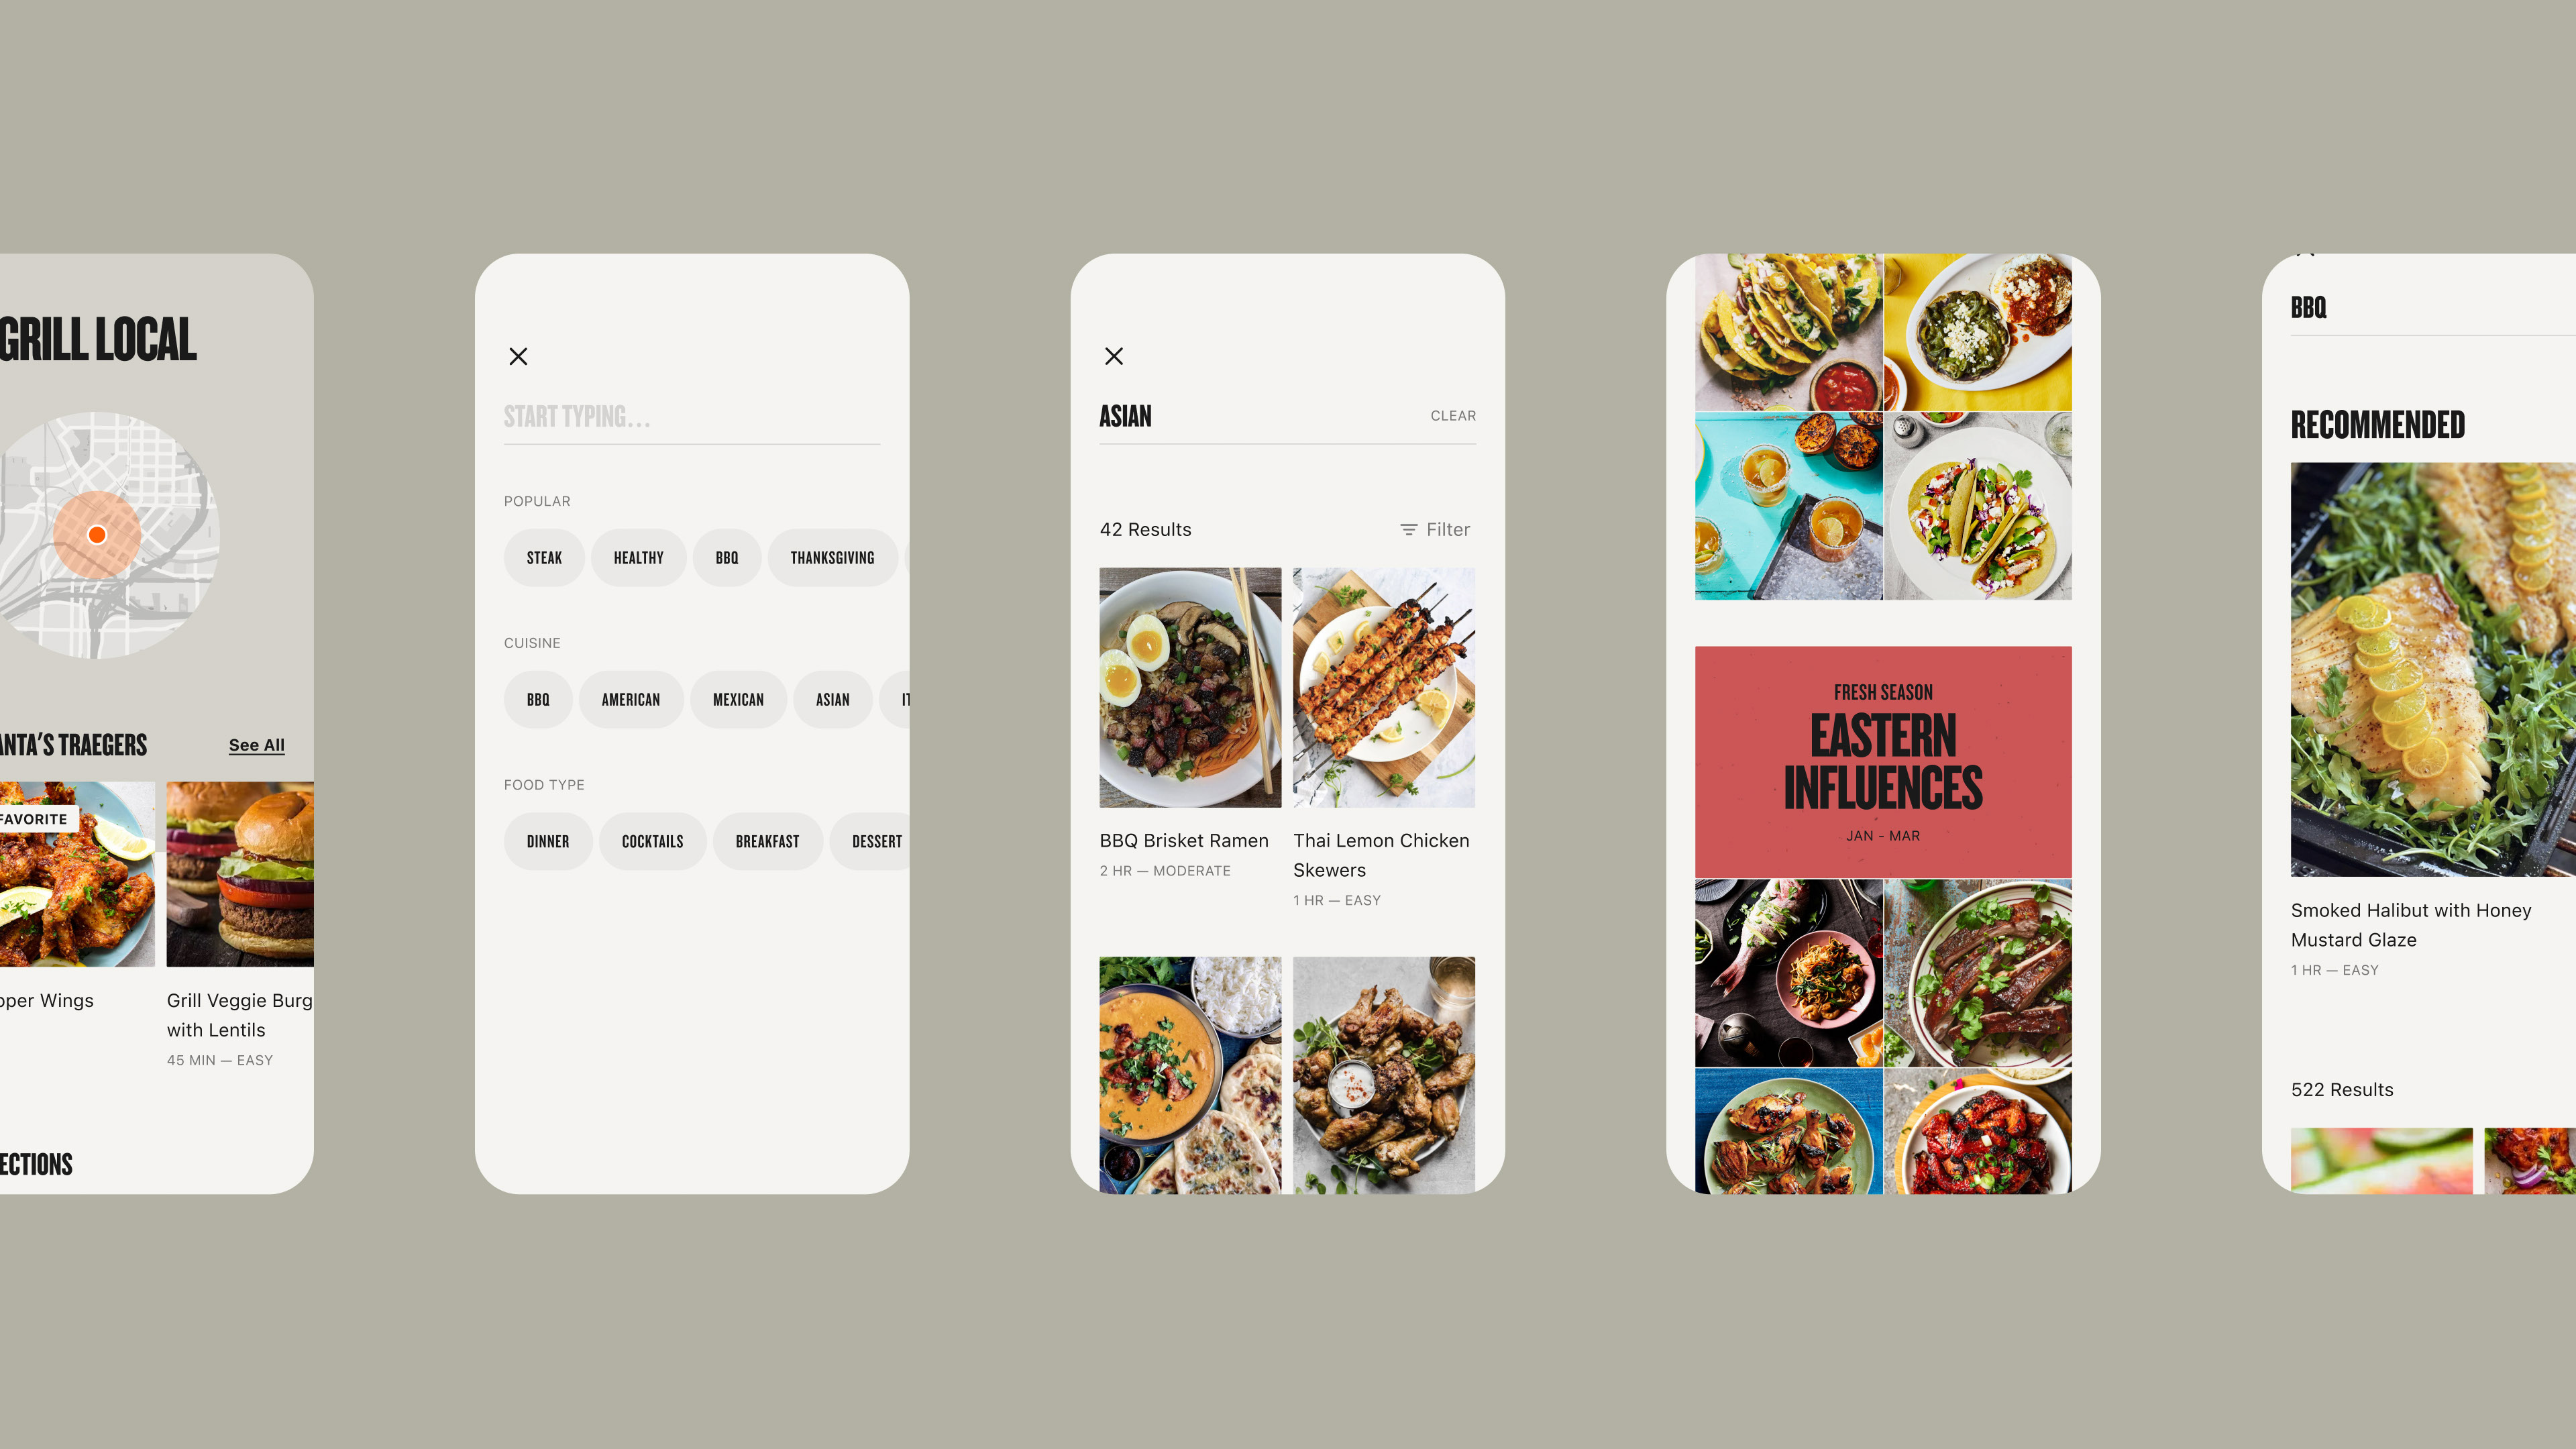 GRILL LOCAL
ANTA'S TRAEGERS
See All
FAVORITE
pper Wings
Grill Veggie Burg
with Lentils
45 MIN — EASY
ECTIONS
START TYPING...
POPULAR
STEAK
HEALTHY
BBQ
THANKSGIVING
CUISINE
BBQ
AMERICAN
MEXICAN
ASIAN
IT
FOOD TYPE
DINNER
COCKTAILS
BREAKFAST
DESSERT
ASIAN
CLEAR
42 Results
Filter
BBQ Brisket Ramen
2 HR — MODERATE
Thai Lemon Chicken
Skewers
1 HR — EASY
FRESH SEASON
EASTERN
INFLUENCES
JAN - MAR
BBQ
RECOMMENDED
Smoked Halibut with Honey
Mustard Glaze
1 HR — EASY
522 Results